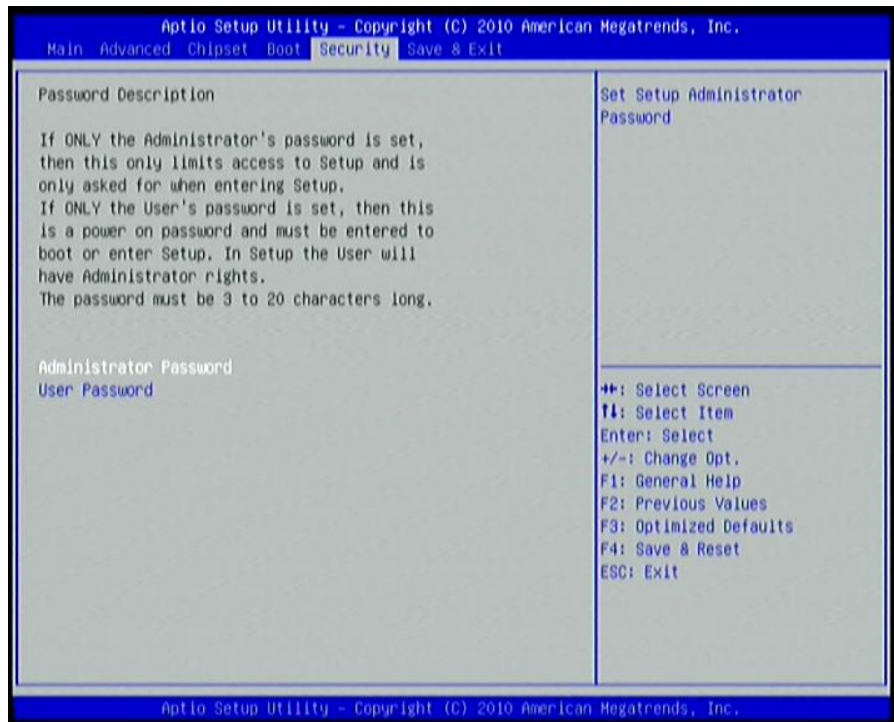 Aptio Setup Utility - Copyright (C) 2010 American Megatrends, Inc.
Main Advanced Chipset Boot Security Save & Exit
Password Description
If ONLY the Administrator's password is set,
then this only limits access to Setup and is
only asked for when entering Setup.
If ONLY the User's password is set, then this
is a power on password and must be entered to
boot or enter Setup. In Setup the User will
have Administrator rights.
The password must be 3 to 20 characters long.
Administrator Password
User Password
Set Setup Administrator
Password
→←: Select Screen
↑↓: Select Item
Enter: Select
+/-: Change Opt.
F1: General Help
F2: Previous Values
F3: Optimized Defaults
F4: Save & Reset
ESC: Exit
Aptio Setup Utility - Copyright (C) 2010 American Megatrends, Inc.